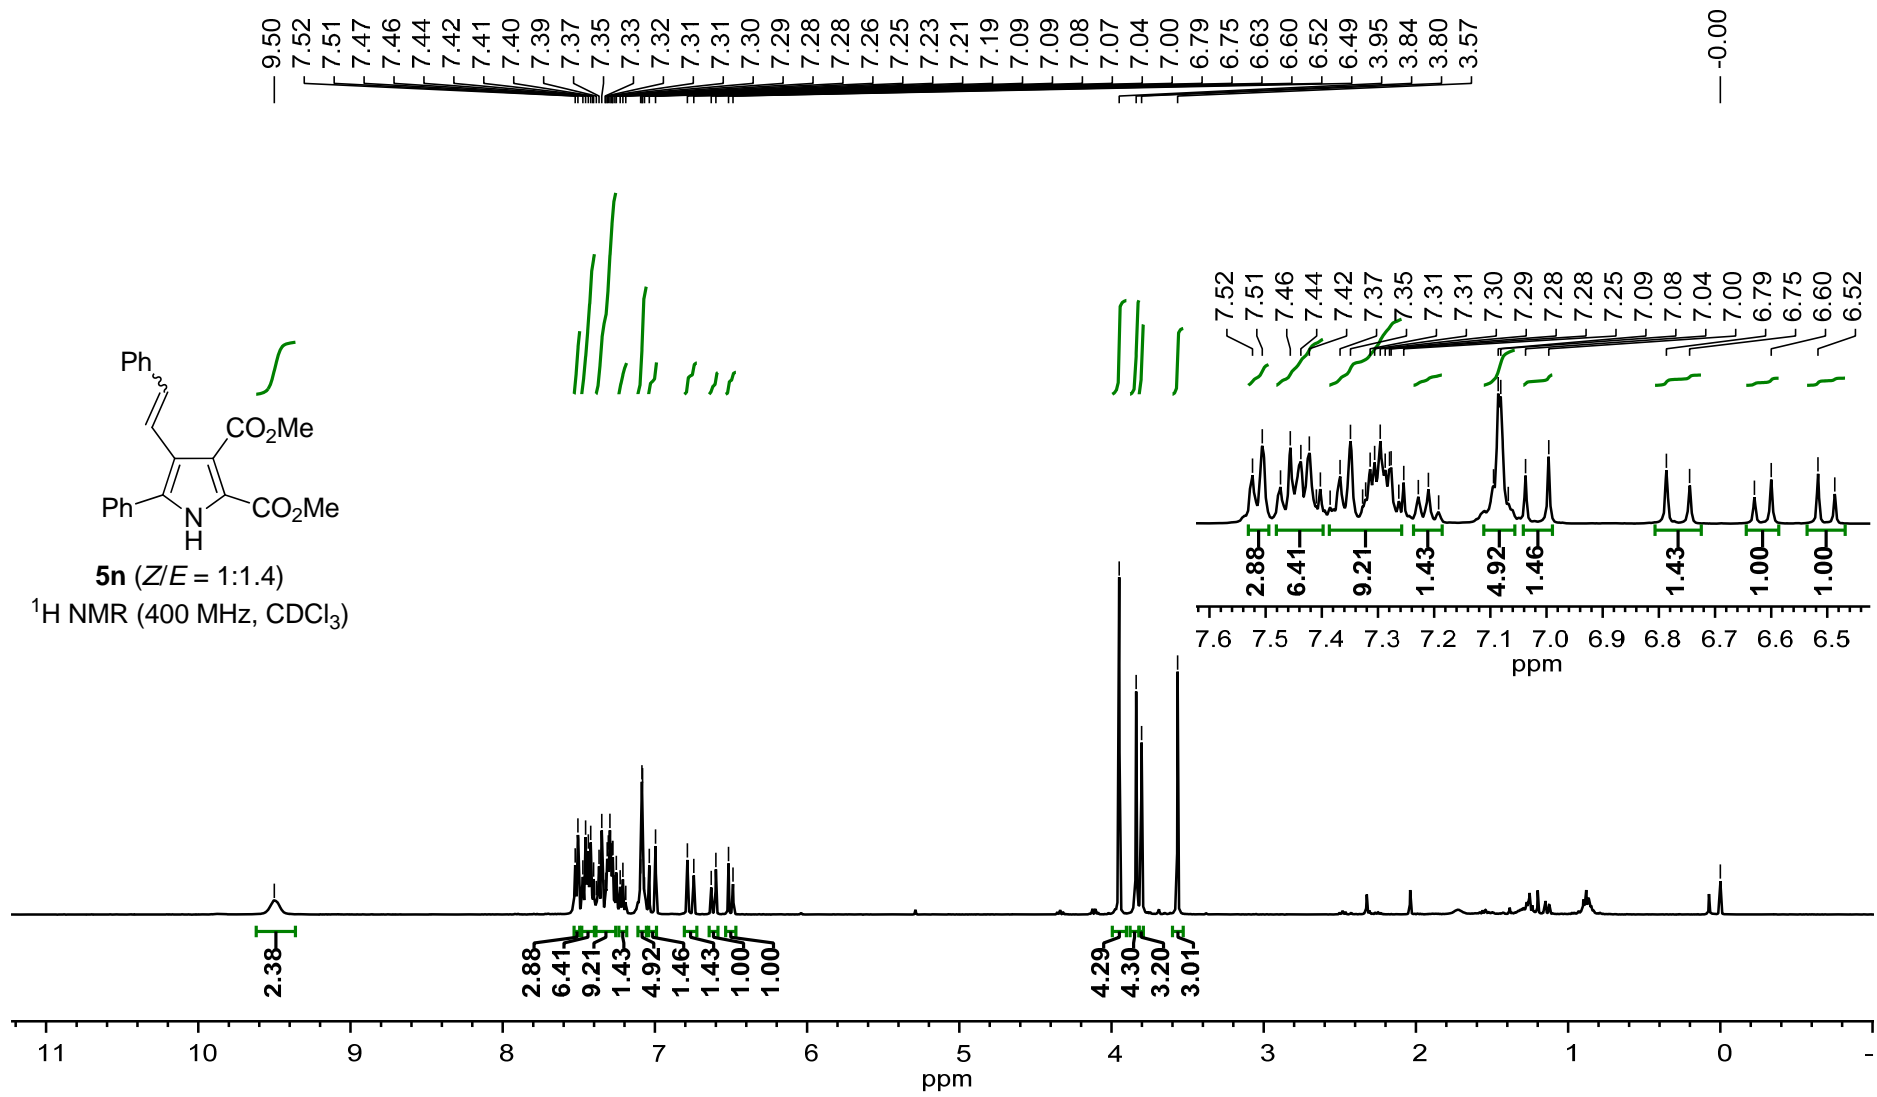 9.50 7.52 7.51 7.47 7.46 7.44 7.42 7.41 7.40 7.39 7.37 7.35 7.33 7.32 7.31 7.31 7.30 7.29 7.28 7.28 7.26 7.25 7.23 7.21 7.19 7.09 7.09 7.08 7.07 7.04 7.00 6.79 6.75 6.63 6.60 6.52 6.49 3.95 3.84 3.80 3.57 -0.00
7.52 7.51 7.46 7.44 7.42 7.37 7.35 7.31 7.31 7.30 7.29 7.28 7.28 7.25 7.09 7.08 7.04 7.00 6.79 6.75 6.60 6.52
Ph
CO₂Me
Ph
CO₂Me
N
H
5n (Z/E = 1:1.4)
¹H NMR (400 MHz, CDCl₃)
2.88 6.41 9.21 1.43 4.92 1.46 1.43 1.00 1.00
7.6 7.5 7.4 7.3 7.2 7.1 7.0 6.9 6.8 6.7 6.6 6.5
ppm
2.38 2.88 6.41 9.21 1.43 4.92 1.46 1.43 1.00 1.00 4.29 4.30 3.20 3.01
11 10 9 8 7 6 5 4 3 2 1 0 -
ppm